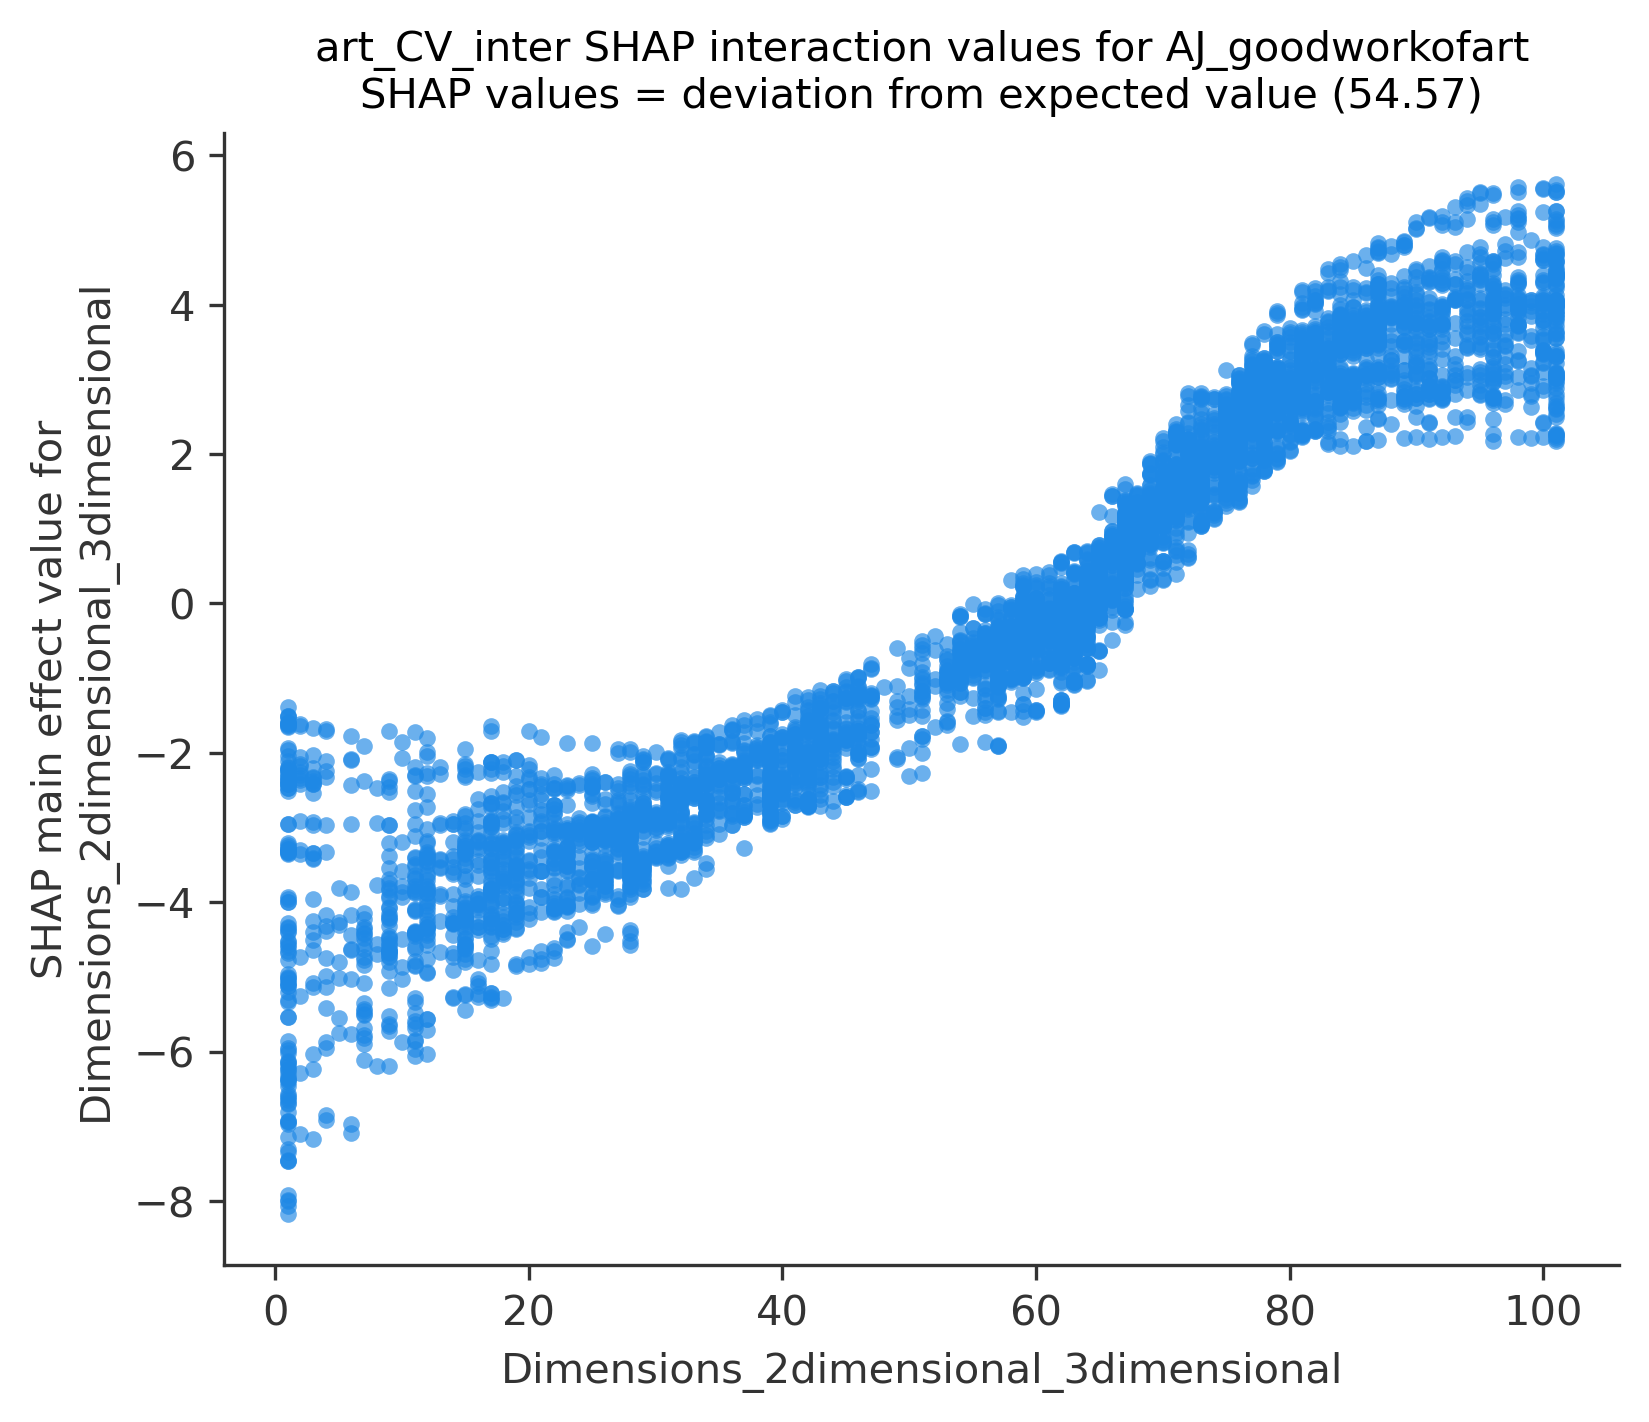 art_CV_inter SHAP interaction values for AJ_goodworkofart
SHAP values = deviation from expected value (54.57)
SHAP main effect value for
Dimensions_2dimensional_3dimensional
6
4
2
0
−2
−4
−6
−8
0 20 40 60 80 100
Dimensions_2dimensional_3dimensional